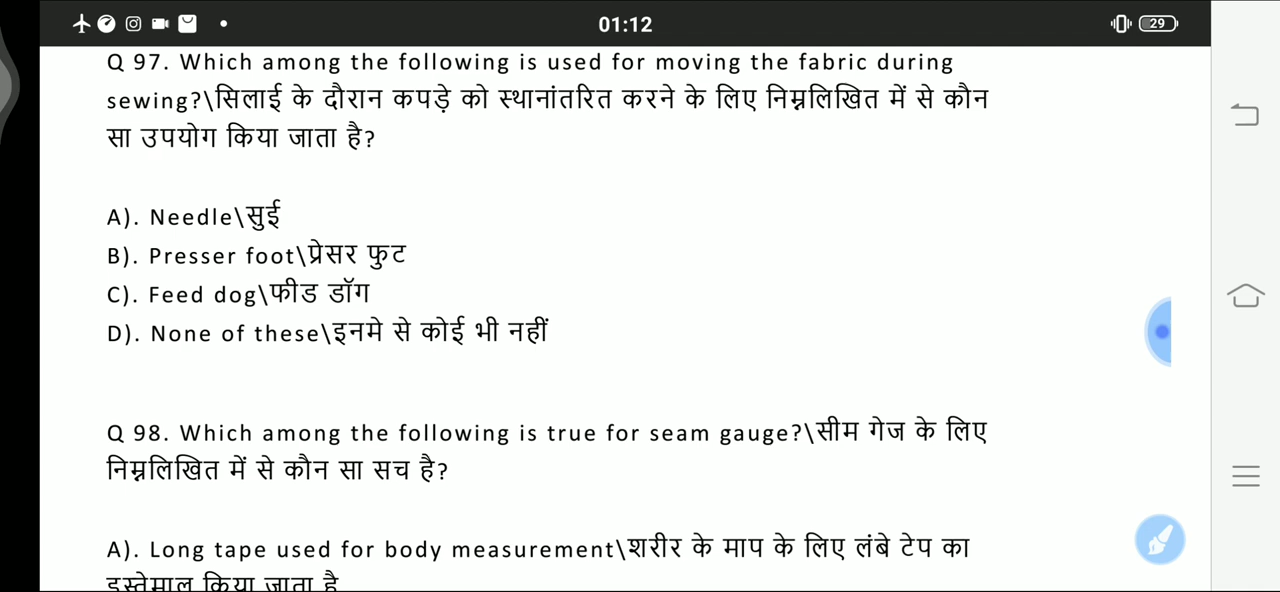 01:12
29
Q 97. Which among the following is used for moving the fabric during
sewing?\सिलाई के दौरान कपड़े को स्थानांतरित करने के लिए निम्नलिखित में से कौन
सा उपयोग किया जाता है?
A). Needle\सुई
B). Presser foot\प्रेसर फुट
C). Feed dog\फीड डॉग
D). None of these\इनमे से कोई भी नहीं
Q 98. Which among the following is true for seam gauge?\सीम गेज के लिए
निम्नलिखित में से कौन सा सच है?
A). Long tape used for body measurement\शरीर के माप के लिए लंबे टेप का
इस्तेमाल किया जाता है